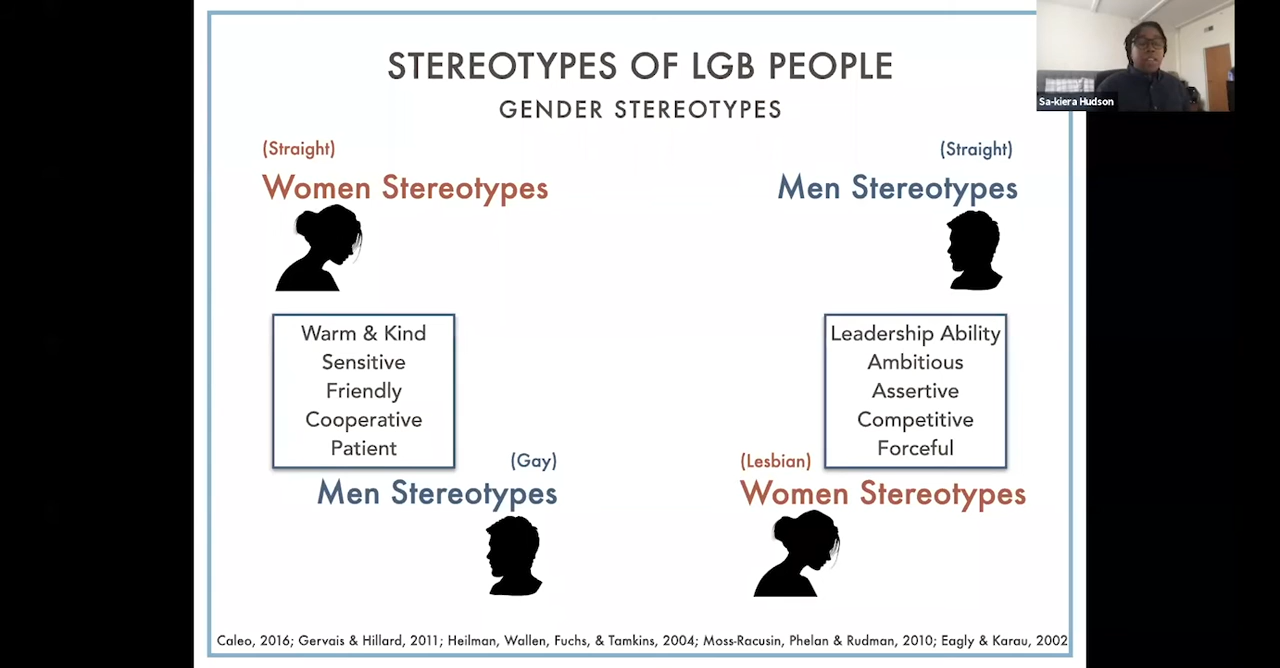 STEREOTYPES OF LGB PEOPLE
GENDER STEREOTYPES
Sa-kiera Hudson
(Straight)
Women Stereotypes
(Straight)
Men Stereotypes
Warm & Kind
Sensitive
Friendly
Cooperative
Patient
Leadership Ability
Ambitious
Assertive
Competitive
Forceful
(Gay)
Men Stereotypes
(Lesbian)
Women Stereotypes
Caleo, 2016; Gervais & Hillard, 2011; Heilman, Wallen, Fuchs, & Tamkins, 2004; Moss-Racusin, Phelan & Rudman, 2010; Eagly & Karau, 2002